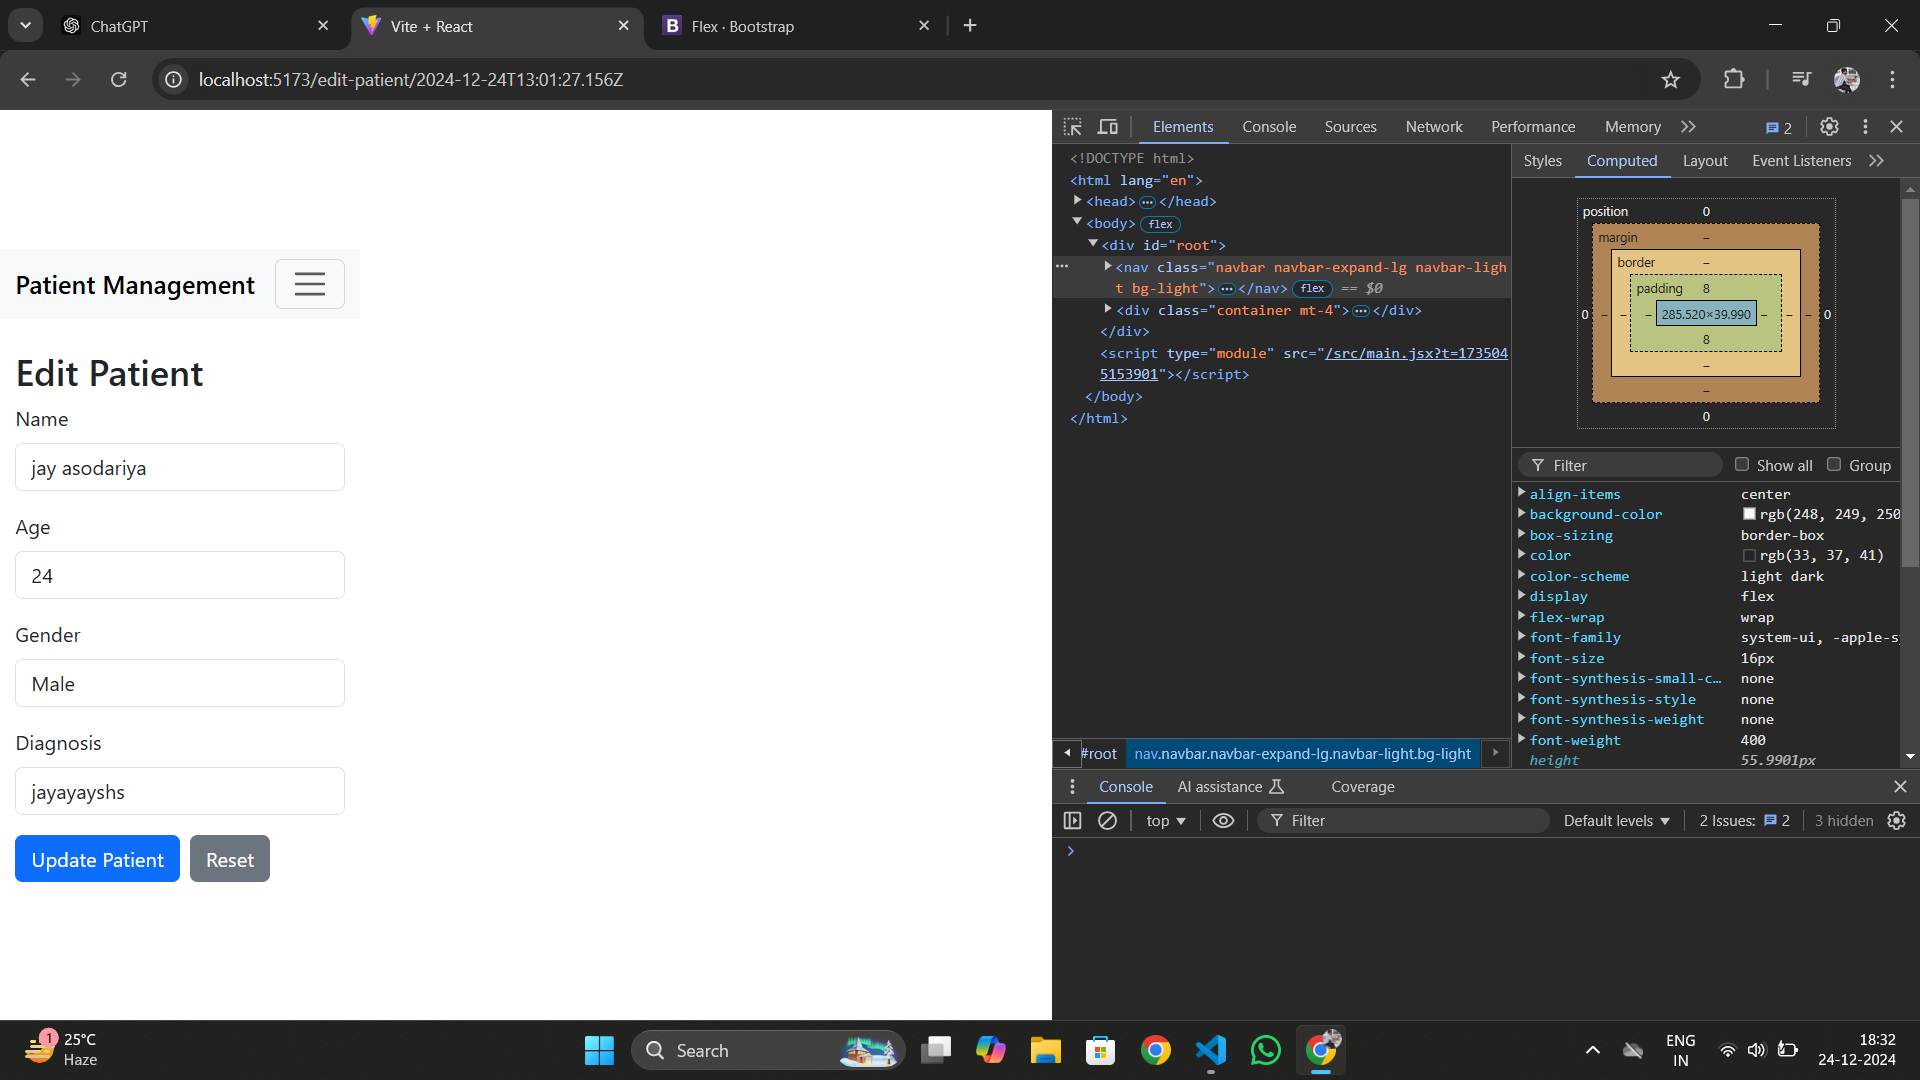 ChatGPT
Vite + React
Flex · Bootstrap
localhost:5173/edit-patient/2024-12-24T13:01:27.156Z
Patient Management
Edit Patient
Name
jay asodariya
Age
24
Gender
Male
Diagnosis
jayayayshs
Update Patient Reset
Elements Console Sources Network Performance Memory 2
<!DOCTYPE html>
<html lang="en">
<head> ⋯ </head>
<body> flex
<div id="root">
<nav class="navbar navbar-expand-lg navbar-ligh
t bg-light"> ⋯ </nav> flex == $0
<div class="container mt-4"> ⋯ </div>
</div>
<script type="module" src="/src/main.jsx?t=173504
5153901"></script>
</body>
</html>
#root nav.navbar.navbar-expand-lg.navbar-light.bg-light
Styles Computed Layout Event Listeners
position 0
margin –
border –
padding 8
0 – – – 285.520×39.990 – – – 0
8
–
–
0
Filter Show all Group
align-items center
background-color rgb(248, 249, 250
box-sizing border-box
color rgb(33, 37, 41)
color-scheme light dark
display flex
flex-wrap wrap
font-family system-ui, -apple-s
font-size 16px
font-synthesis-small-c… none
font-synthesis-style none
font-synthesis-weight none
font-weight 400
height 55.9901px
Console AI assistance Coverage
top Filter Default levels 2 Issues: 2 3 hidden
1
25°C
Haze
Search
ENG
IN
18:32
24-12-2024